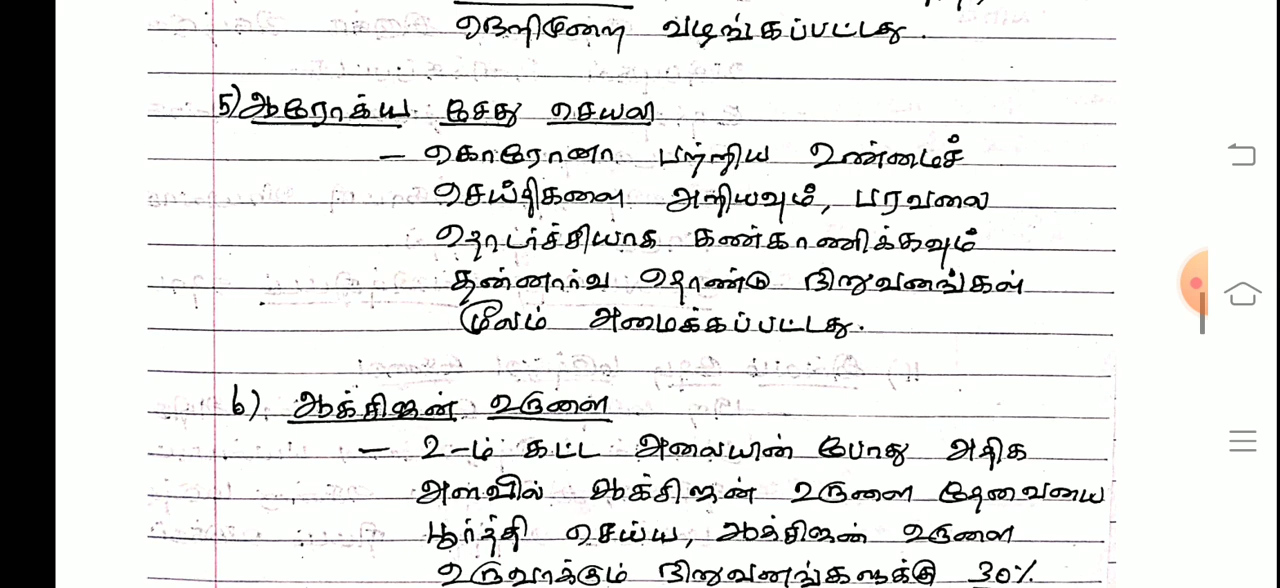 நெறிமுறை வழங்கப்பட்டது.
5) ஆரோக்ய சேது செயலி
– கொரோனா பற்றிய உண்மைச்
செய்திகளை அறியவும், பரவலை
தொடர்ச்சியாக கண்காணிக்கவும்
தன்னார்வ தொண்டு நிறுவனங்கள்
மூலம் அமைக்கப்பட்டது.
6) ஆக்சிஜன் உருளை
– 2-ம் கட்ட அலையின் போது அதிக
அளவில் ஆக்சிஜன் உருளை தேவையை
பூர்த்தி செய்ய, ஆக்சிஜன் உருளை
உருவாக்கும் நிறுவனங்களுக்கு 30%